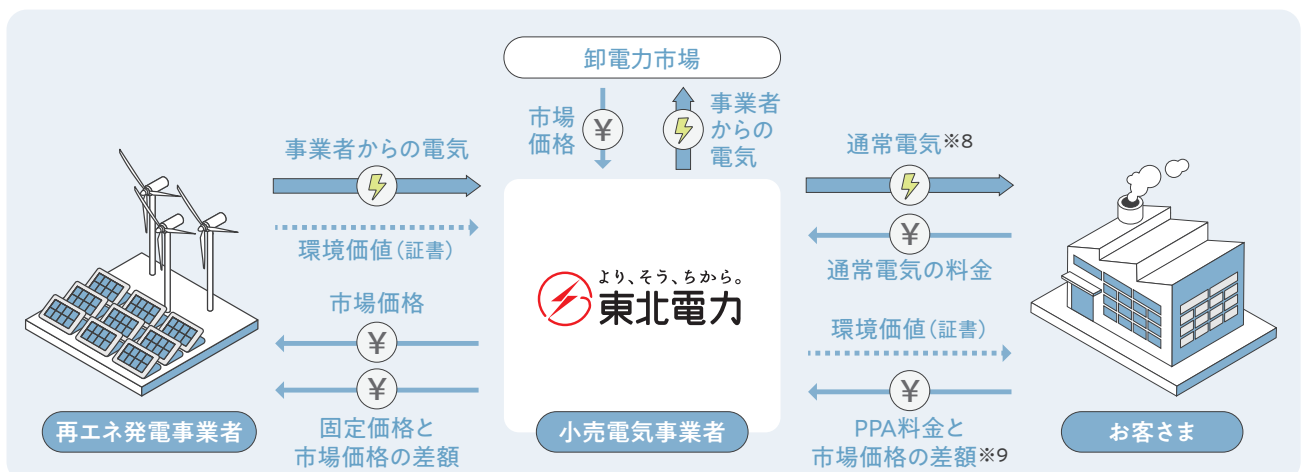 卸電力市場
市場
価格
¥
事業者
からの
電気
事業者からの電気
環境価値(証書)
市場価格
¥
¥
固定価格と
市場価格の差額
再エネ発電事業者
より、そう、ちから。
東北電力
小売電気事業者
通常電気※8
¥
通常電気の料金
環境価値(証書)
¥
PPA料金と
市場価格の差額※9
お客さま